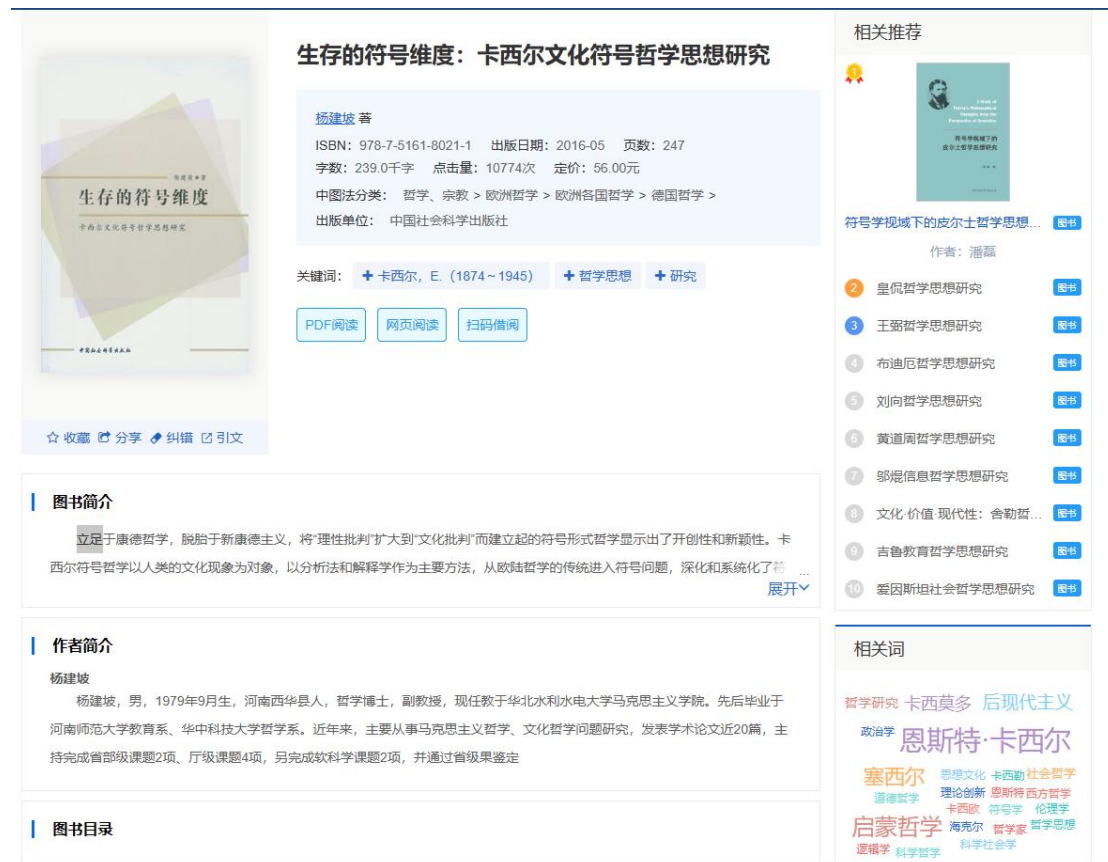 生存的符号维度：卡西尔文化符号哲学思想研究
杨建坡 著
ISBN：978-7-5161-8021-1 出版日期：2016-05 页数：247
字数：239.0千字 点击量：10774次 定价：56.00元
中图法分类： 哲学、宗教 > 欧洲哲学 > 欧洲各国哲学 > 德国哲学 >
出版单位： 中国社会科学出版社
关键词： + 卡西尔，E.（1874～1945） + 哲学思想 + 研究
PDF阅读 网页阅读 扫码借阅
杨建坡 著
生存的符号维度
卡西尔文化符号哲学思想研究
中国社会科学出版社
收藏 分享 纠错 引文
图书简介
立足于康德哲学，脱胎于新康德主义，将“理性批判”扩大到“文化批判”而建立起的符号形式哲学显示出了开创性和新颖性。卡
西尔符号哲学以人类的文化现象为对象，以分析法和解释学作为主要方法，从欧陆哲学的传统进入符号问题，深化和系统化了符 ...
展开
作者简介
杨建坡
杨建坡，男，1979年9月生，河南西华县人，哲学博士，副教授，现任教于华北水利水电大学马克思主义学院。先后毕业于
河南师范大学教育系、华中科技大学哲学系。近年来，主要从事马克思主义哲学、文化哲学问题研究，发表学术论文近20篇，主
持完成省部级课题2项、厅级课题4项，另完成软科学课题2项，并通过省级果鉴定
图书目录
相关推荐
1
符号学视域下的
皮尔士哲学思想研究
符号学视域下的皮尔士哲学思想... 图书
作者：潘磊
2 皇侃哲学思想研究 图书
3 王弼哲学思想研究 图书
4 布迪厄哲学思想研究 图书
5 刘向哲学思想研究 图书
6 黄道周哲学思想研究 图书
7 邬焜信息哲学思想研究 图书
8 文化·价值·现代性：舍勒哲... 图书
9 吉鲁教育哲学思想研究 图书
10 爱因斯坦社会哲学思想研究 图书
相关词
哲学研究 卡西莫多 后现代主义
政治学 恩斯特·卡西尔
塞西尔 思想文化 卡西勒 社会哲学
道德哲学 理论创新 恩斯特 西方哲学
卡西欧 符号学 伦理学
启蒙哲学 海克尔 哲学家 哲学思想
逻辑学 科学哲学 科学社会学